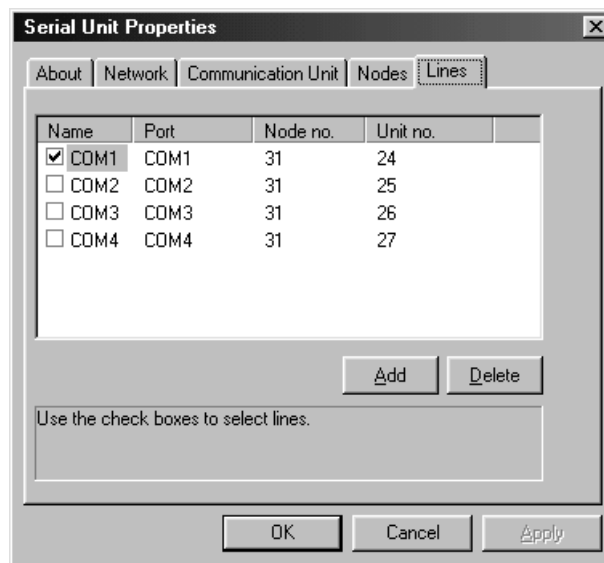 Serial Unit Properties
About Network Communication Unit Nodes Lines
Name Port Node no. Unit no.
COM1 COM1 31 24
COM2 COM2 31 25
COM3 COM3 31 26
COM4 COM4 31 27
Add Delete
Use the check boxes to select lines.
OK Cancel Apply